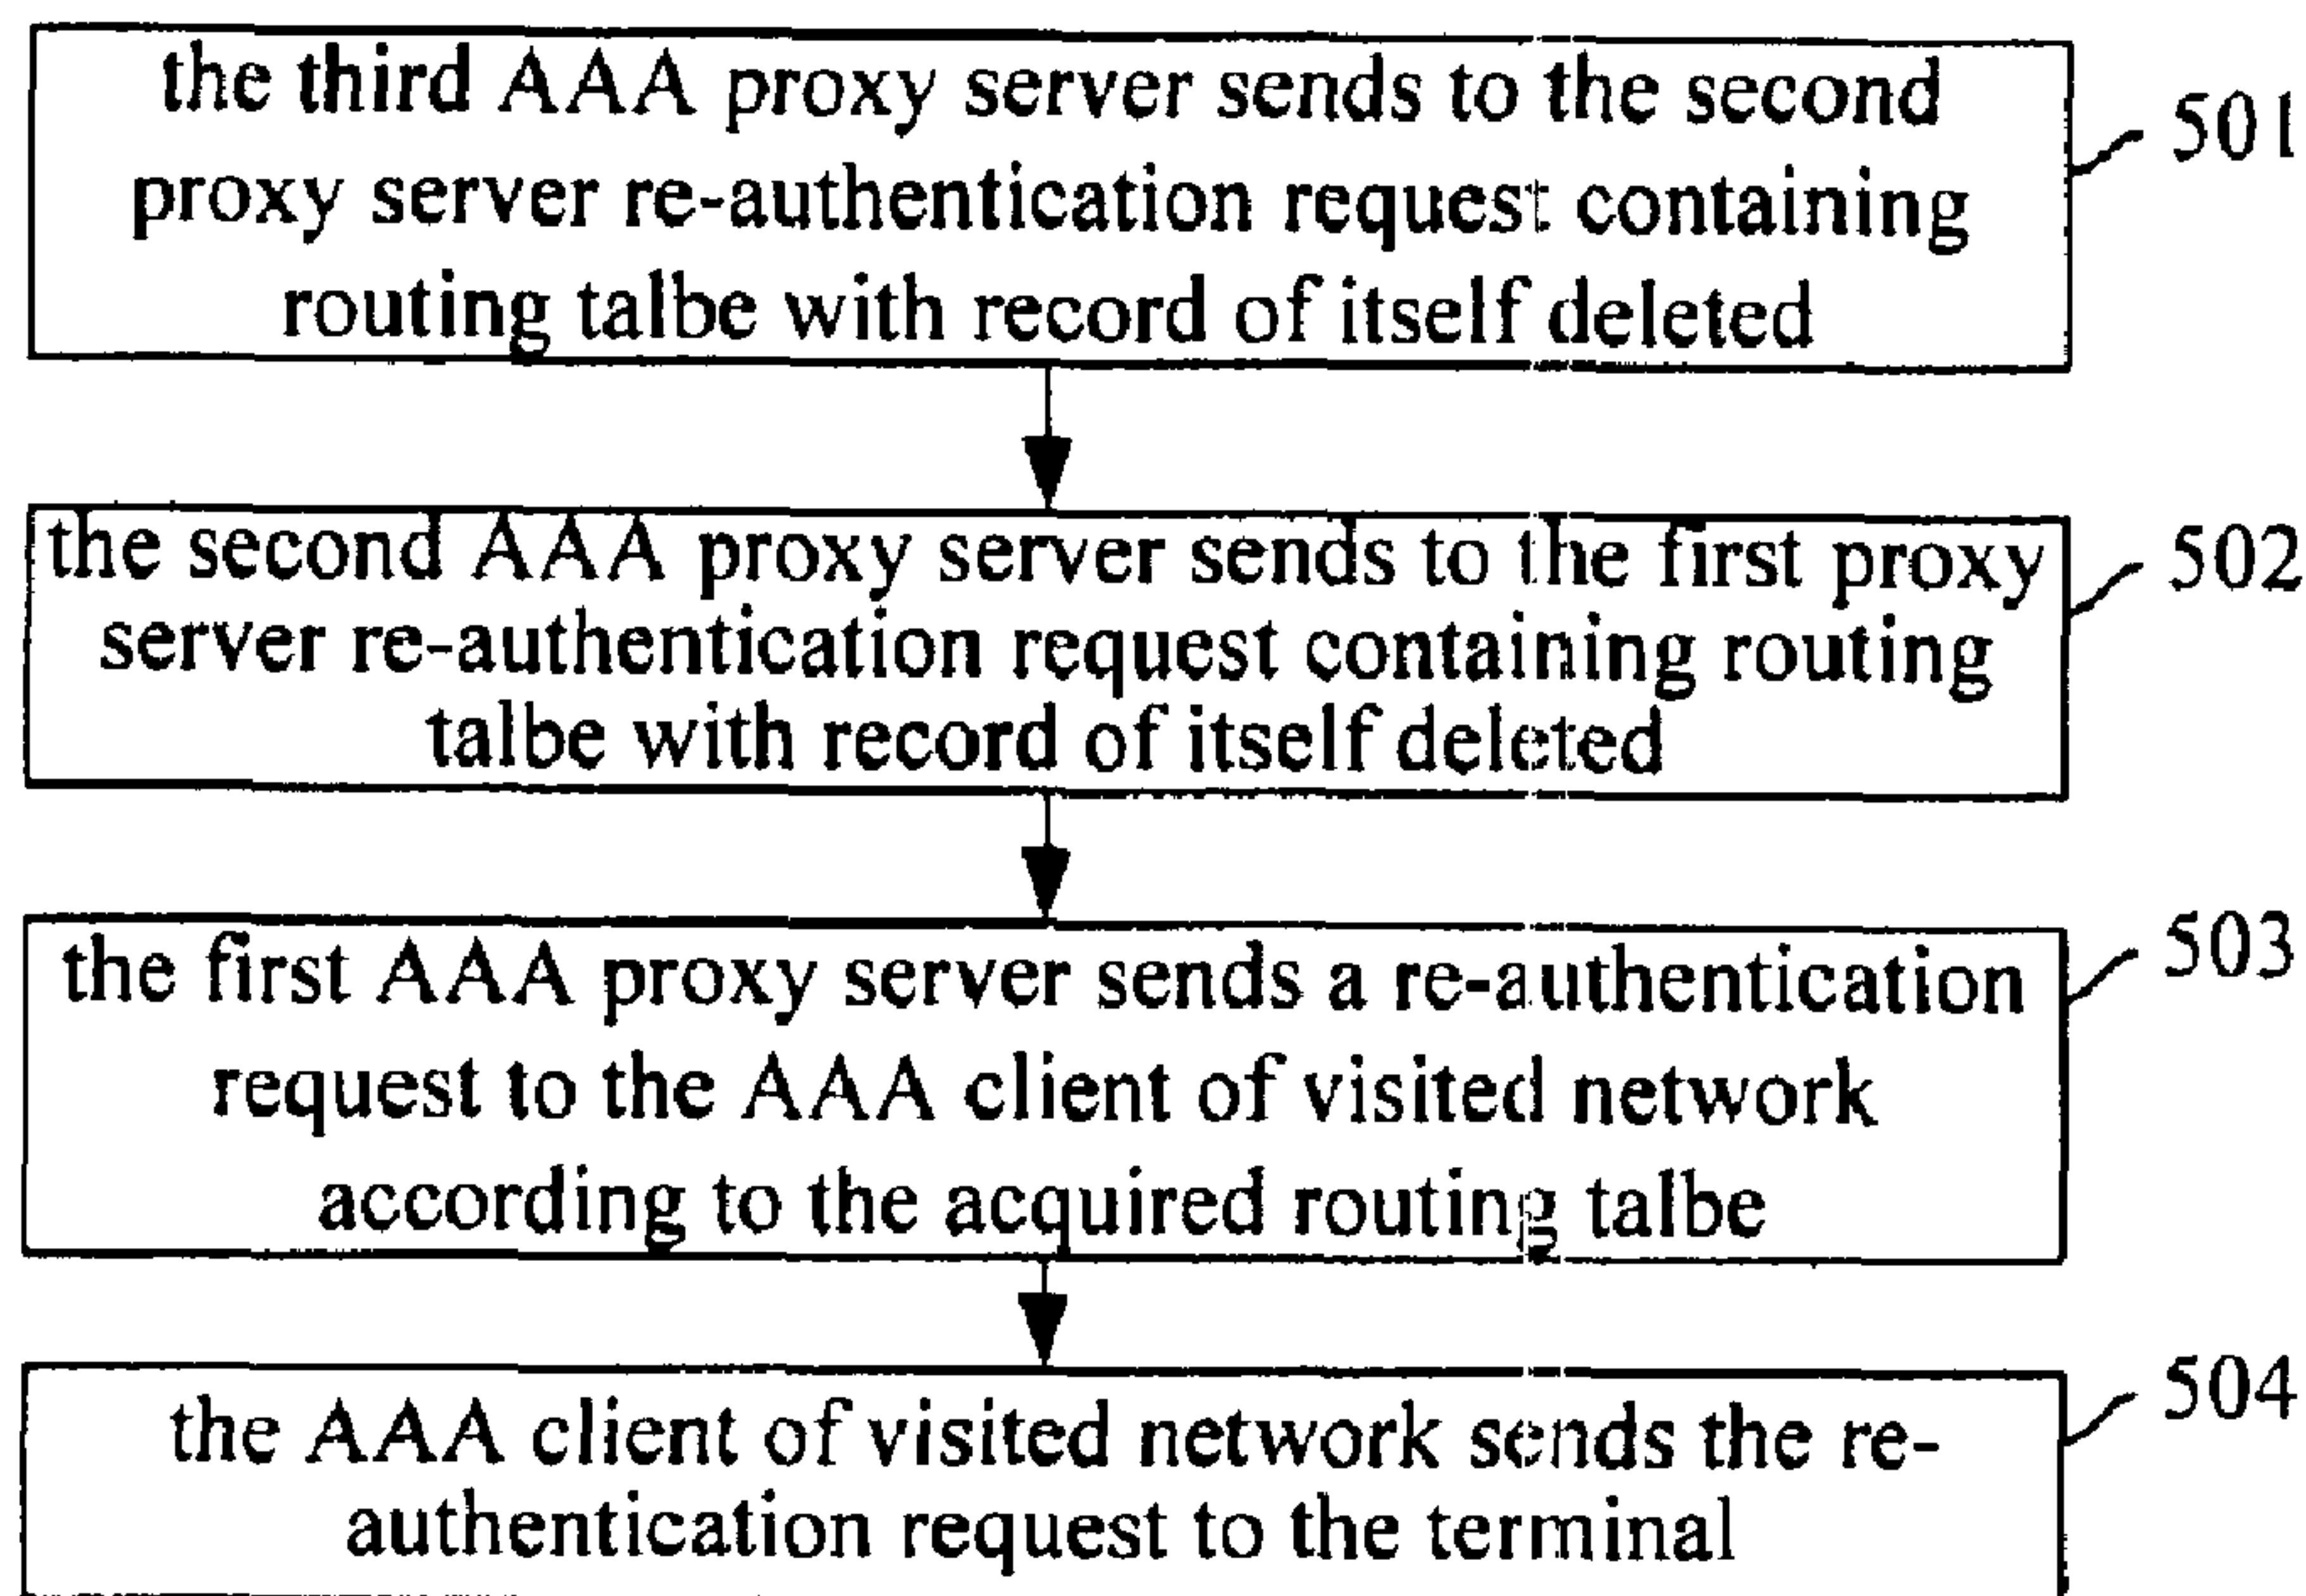 the third AAA proxy server sends to the second
501
proxy server re-authentication request containing
routing talbe with record of itself deleted
the second AAA proxy server sends to the first proxy
502
server re-authentication request containing routing
talbe with record of itself deleted
the first AAA proxy server sends a re-authentication
503
request to the AAA client of visited network
according to the acquired routing talbe
the AAA client of visited network sends the re-
504
authentication request to the terminal